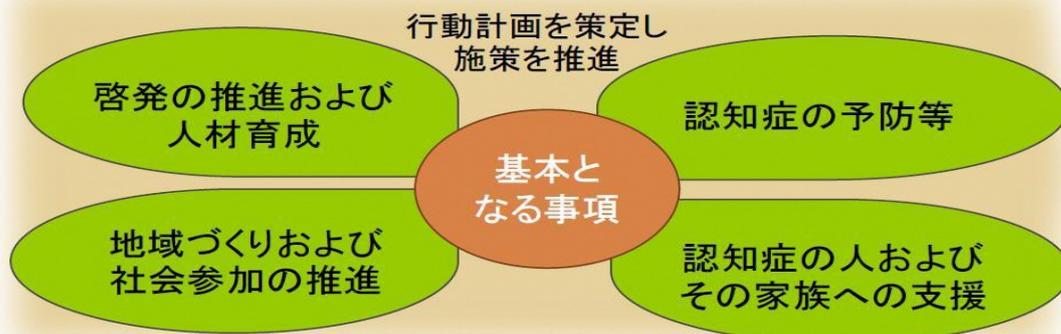 行動計画を策定し
施策を推進
啓発の推進および
人材育成
認知症の予防等
基本と
なる事項
地域づくりおよび
社会参加の推進
認知症の人および
その家族への支援